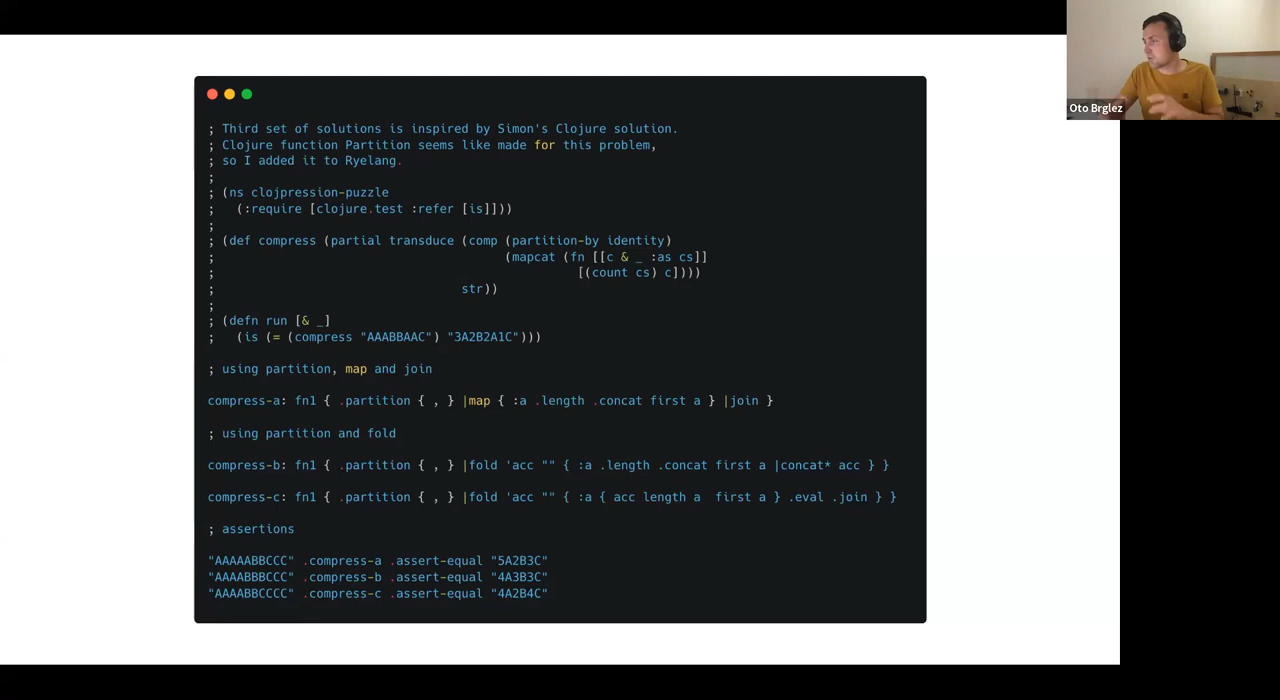 ; Third set of solutions is inspired by Simon's Clojure solution.
; Clojure function Partition seems like made for this problem,
; so I added it to Ryelang.
;
; (ns clojpression-puzzle
;   (:require [clojure.test :refer [is]]))
;
; (def compress (partial transduce (comp (partition-by identity)
;                                        (mapcat (fn [[c & _ :as cs]]
;                                                  [(count cs) c])))
;                                  str))
;
; (defn run [& _]
;   (is (= (compress "AAABBAAC") "3A2B2A1C")))
; using partition, map and join
compress-a: fn1 { .partition { , } |map { :a .length .concat first a } |join }
; using partition and fold
compress-b: fn1 { .partition { , } |fold 'acc "" { :a .length .concat first a |concat* acc } }
compress-c: fn1 { .partition { , } |fold 'acc "" { :a { acc length a  first a } .eval .join } }
; assertions
"AAAAABBCCC" .compress-a .assert-equal "5A2B3C"
"AAAABBBCCC" .compress-b .assert-equal "4A3B3C"
"AAAABBCCCC" .compress-c .assert-equal "4A2B4C"
Oto Brglez